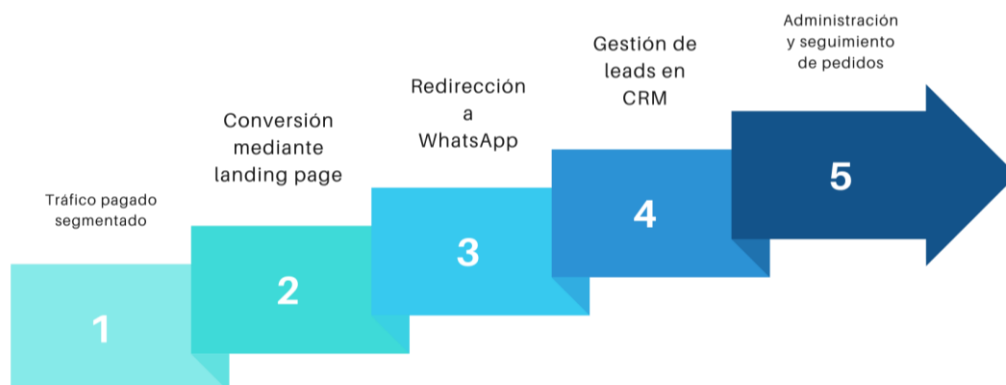 Tráfico pagado
segmentado
1
Conversión
mediante
landing page
2
Redirección
a
WhatsApp
3
Gestión de
leads en
CRM
4
Administración
y seguimiento
de pedidos
5